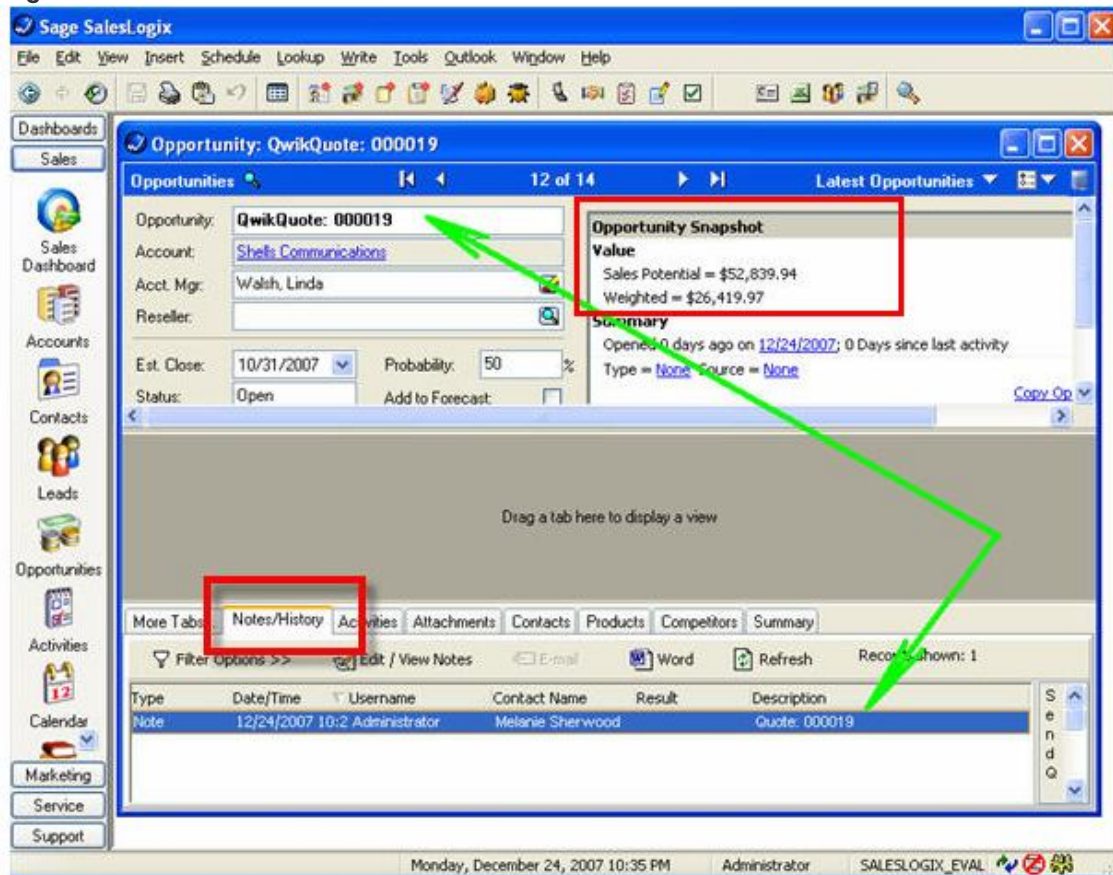 Sage SalesLogix
File Edit View Insert Schedule Lookup Write Tools Outlook Window Help
Dashboards
Sales
Sales Dashboard
Accounts
Contacts
Leads
Opportunities
Activities
Calendar
Marketing
Service
Support
Opportunity: QwikQuote: 000019
Opportunities 12 of 14 Latest Opportunities
Opportunity: QwikQuote: 000019
Account: Shells Communications
Acct. Mgr: Walsh, Linda
Reseller:
Est. Close: 10/31/2007 Probability: 50 %
Status: Open Add to Forecast:
Opportunity Snapshot
Value
Sales Potential = $52,839.94
Weighted = $26,419.97
Summary
Opened 0 days ago on 12/24/2007; 0 Days since last activity
Type = None Source = None
Copy Op
Drag a tab here to display a view
More Tabs... Notes/History Activities Attachments Contacts Products Competitors Summary
Filter Options >> Edit / View Notes E-mail Word Refresh Records shown: 1
Type Date/Time Username Contact Name Result Description
Note 12/24/2007 10:2 Administrator Melanie Sherwood Quote: 000019
S
e
n
d
Q
Monday, December 24, 2007 10:35 PM Administrator SALESLOGIX_EVAL